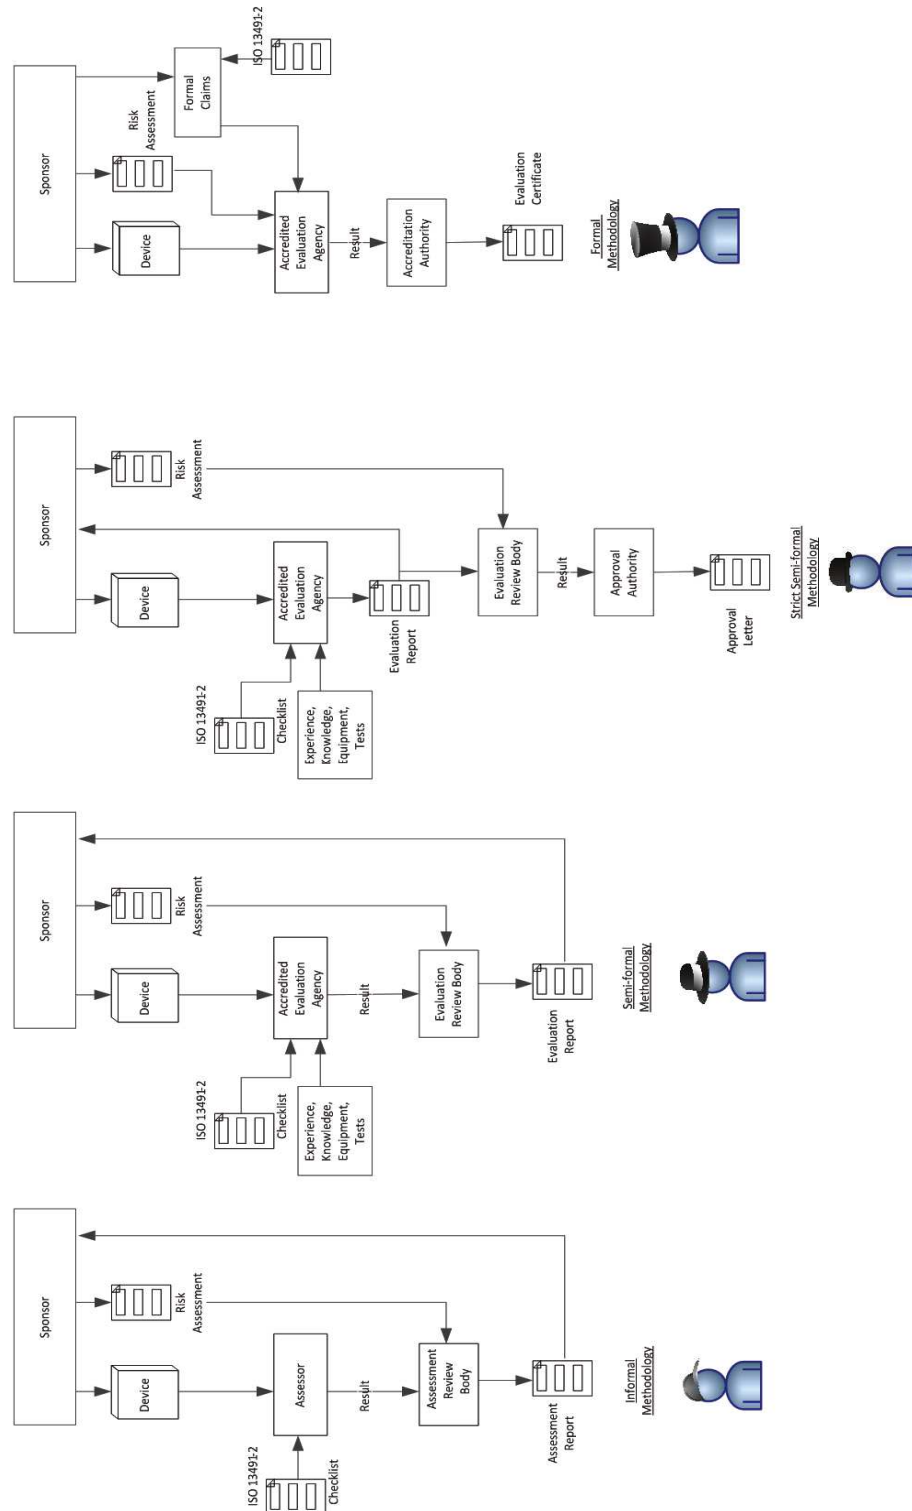 Sponsor
Device
Risk
Assessment
ISO 13491-2
Checklist
Assessor
Result
Assessment
Review
Body
Assessment
Report
Informal
Methodology
Sponsor
Device
Risk
Assessment
ISO 13491-2
Checklist
Experience,
Knowledge,
Equipment,
Tests
Accredited
Evaluation
Agency
Result
Evaluation
Review Body
Evaluation
Report
Semi-formal
Methodology
Sponsor
Device
Risk
Assessment
ISO 13491-2
Checklist
Experience,
Knowledge,
Equipment,
Tests
Accredited
Evaluation
Agency
Evaluation
Report
Evaluation
Review Body
Result
Approval
Authority
Approval
Letter
Strict Semi-formal
Methodology
Sponsor
Device
Risk
Assessment
Formal
Claims
ISO 13491-2
Accredited
Evaluation
Agency
Result
Accreditation
Authority
Evaluation
Certificate
Formal
Methodology